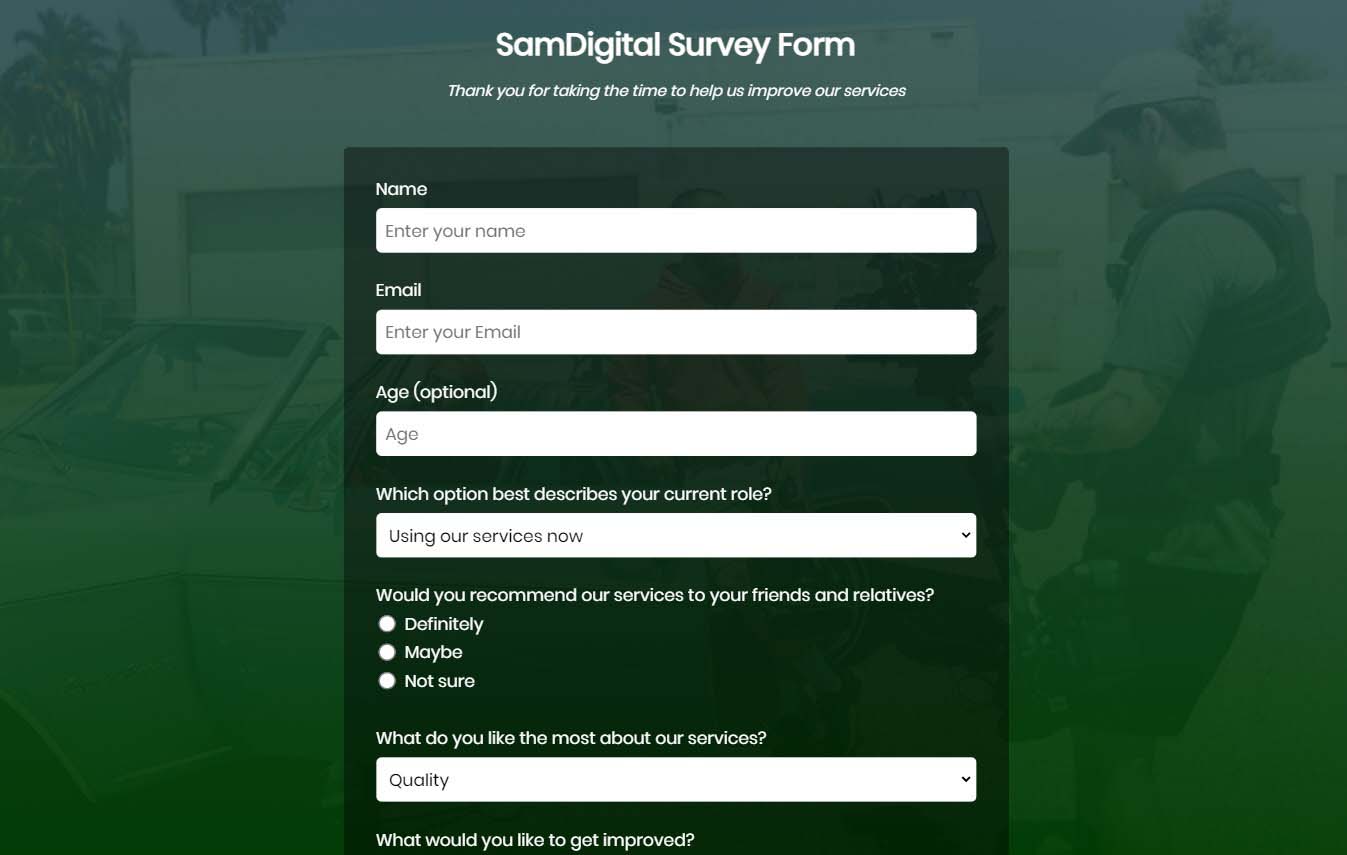 SamDigital Survey Form
Thank you for taking the time to help us improve our services
Name
Enter your name
Email
Enter your Email
Age (optional)
Age
Which option best describes your current role?
Using our services now
Would you recommend our services to your friends and relatives?
Definitely
Maybe
Not sure
What do you like the most about our services?
Quality
What would you like to get improved?